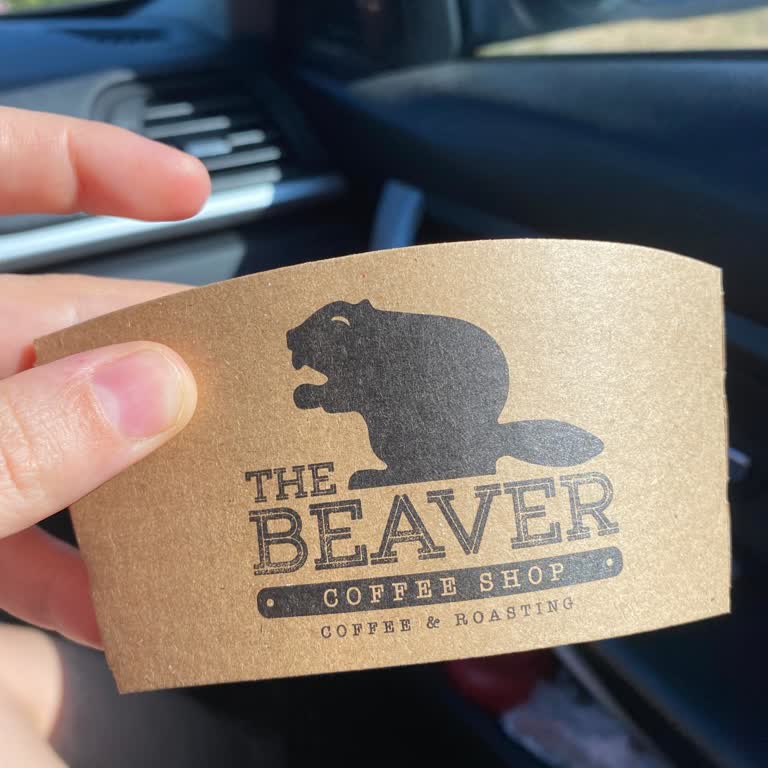 THE
BEAVER
COFFEE SHOP
COFFEE & ROASTING